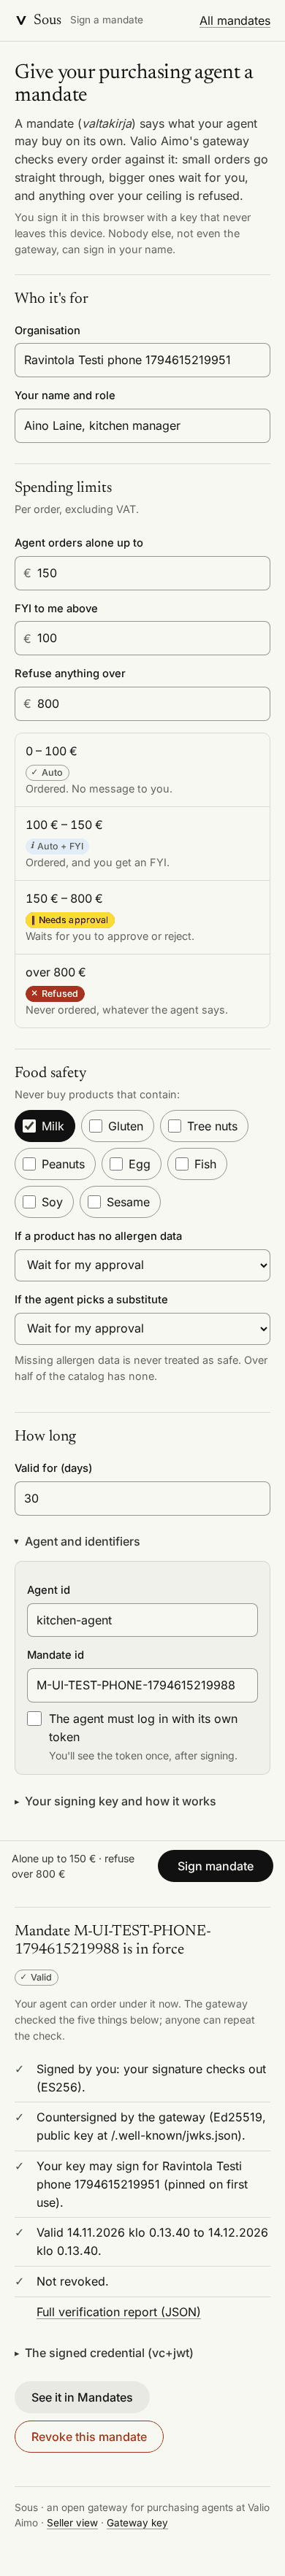 Sous Sign a mandate All mandates
Give your purchasing agent a
mandate
A mandate (valtakirja) says what your agent
may buy on its own. Valio Aimo's gateway
checks every order against it: small orders go
straight through, bigger ones wait for you,
and anything over your ceiling is refused.
You sign it in this browser with a key that never
leaves this device. Nobody else, not even the
gateway, can sign in your name.
Who it's for
Organisation
Ravintola Testi phone 1794615219951
Your name and role
Aino Laine, kitchen manager
Spending limits
Per order, excluding VAT.
Agent orders alone up to
€ 150
FYI to me above
€ 100
Refuse anything over
€ 800
0 – 100 €
✓ Auto
Ordered. No message to you.
100 € – 150 €
i Auto + FYI
Ordered, and you get an FYI.
150 € – 800 €
Needs approval
Waits for you to approve or reject.
over 800 €
✕ Refused
Never ordered, whatever the agent says.
Food safety
Never buy products that contain:
Milk Gluten Tree nuts
Peanuts Egg Fish
Soy Sesame
If a product has no allergen data
Wait for my approval
If the agent picks a substitute
Wait for my approval
Missing allergen data is never treated as safe. Over
half of the catalog has none.
How long
Valid for (days)
30
▾ Agent and identifiers
Agent id
kitchen-agent
Mandate id
M-UI-TEST-PHONE-1794615219988
The agent must log in with its own
token
You'll see the token once, after signing.
▸ Your signing key and how it works
Alone up to 150 € · refuse
over 800 €
Sign mandate
Mandate M-UI-TEST-PHONE-
1794615219988 is in force
✓ Valid
Your agent can order under it now. The gateway
checked the five things below; anyone can repeat
the check.
✓ Signed by you: your signature checks out
(ES256).
✓ Countersigned by the gateway (Ed25519,
public key at /.well-known/jwks.json).
✓ Your key may sign for Ravintola Testi
phone 1794615219951 (pinned on first
use).
✓ Valid 14.11.2026 klo 0.13.40 to 14.12.2026
klo 0.13.40.
✓ Not revoked.
Full verification report (JSON)
▸ The signed credential (vc+jwt)
See it in Mandates
Revoke this mandate
Sous · an open gateway for purchasing agents at Valio
Aimo · Seller view · Gateway key